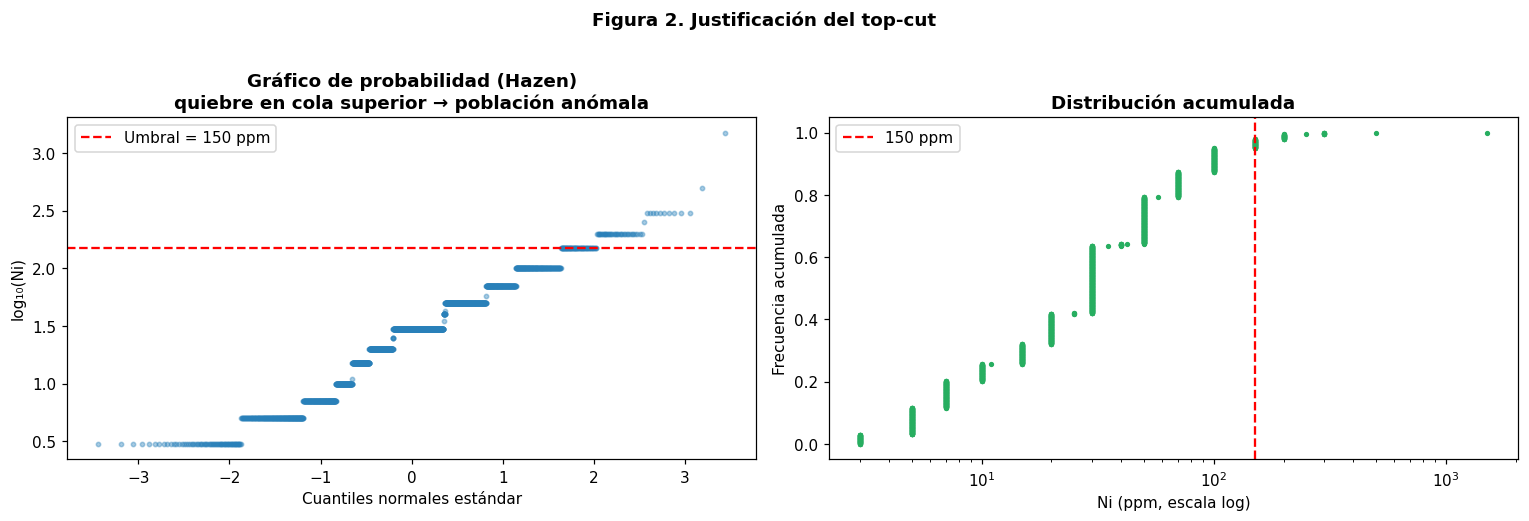 Figura 2. Justificación del top-cut
Gráfico de probabilidad (Hazen)
quiebre en cola superior → población anómala
Umbral = 150 ppm
log₁₀(Ni)
3.0
2.5
2.0
1.5
1.0
0.5
−3
−2
−1
0
1
2
3
Cuantiles normales estándar
Distribución acumulada
150 ppm
Frecuencia acumulada
1.0
0.8
0.6
0.4
0.2
0.0
10¹
10²
10³
Ni (ppm, escala log)